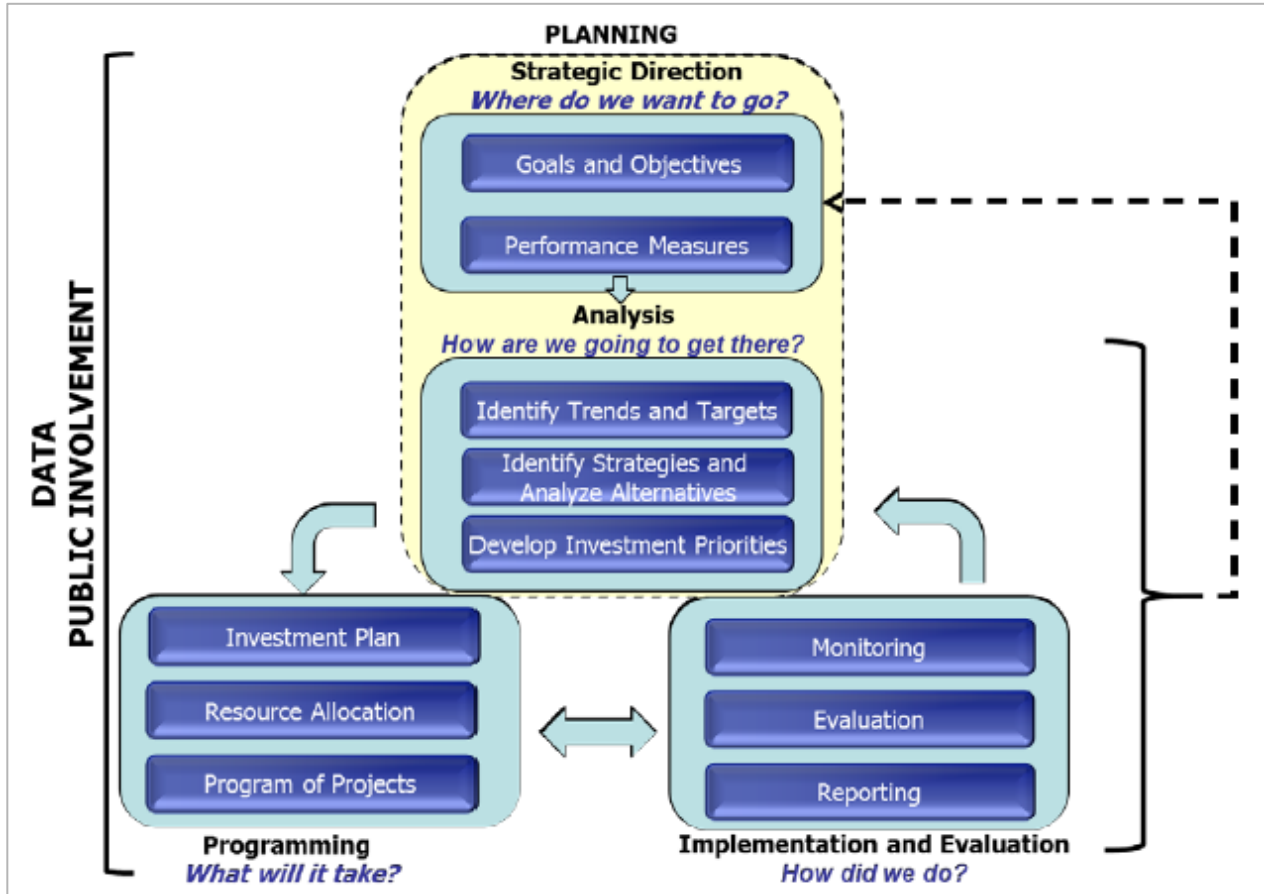 PLANNING
Strategic Direction
Where do we want to go?
Goals and Objectives
Performance Measures
Analysis
How are we going to get there?
Identify Trends and Targets
Identify Strategies and
Analyze Alternatives
Develop Investment Priorities
DATA
PUBLIC INVOLVEMENT
Investment Plan
Resource Allocation
Program of Projects
Programming
What will it take?
Monitoring
Evaluation
Reporting
Implementation and Evaluation
How did we do?